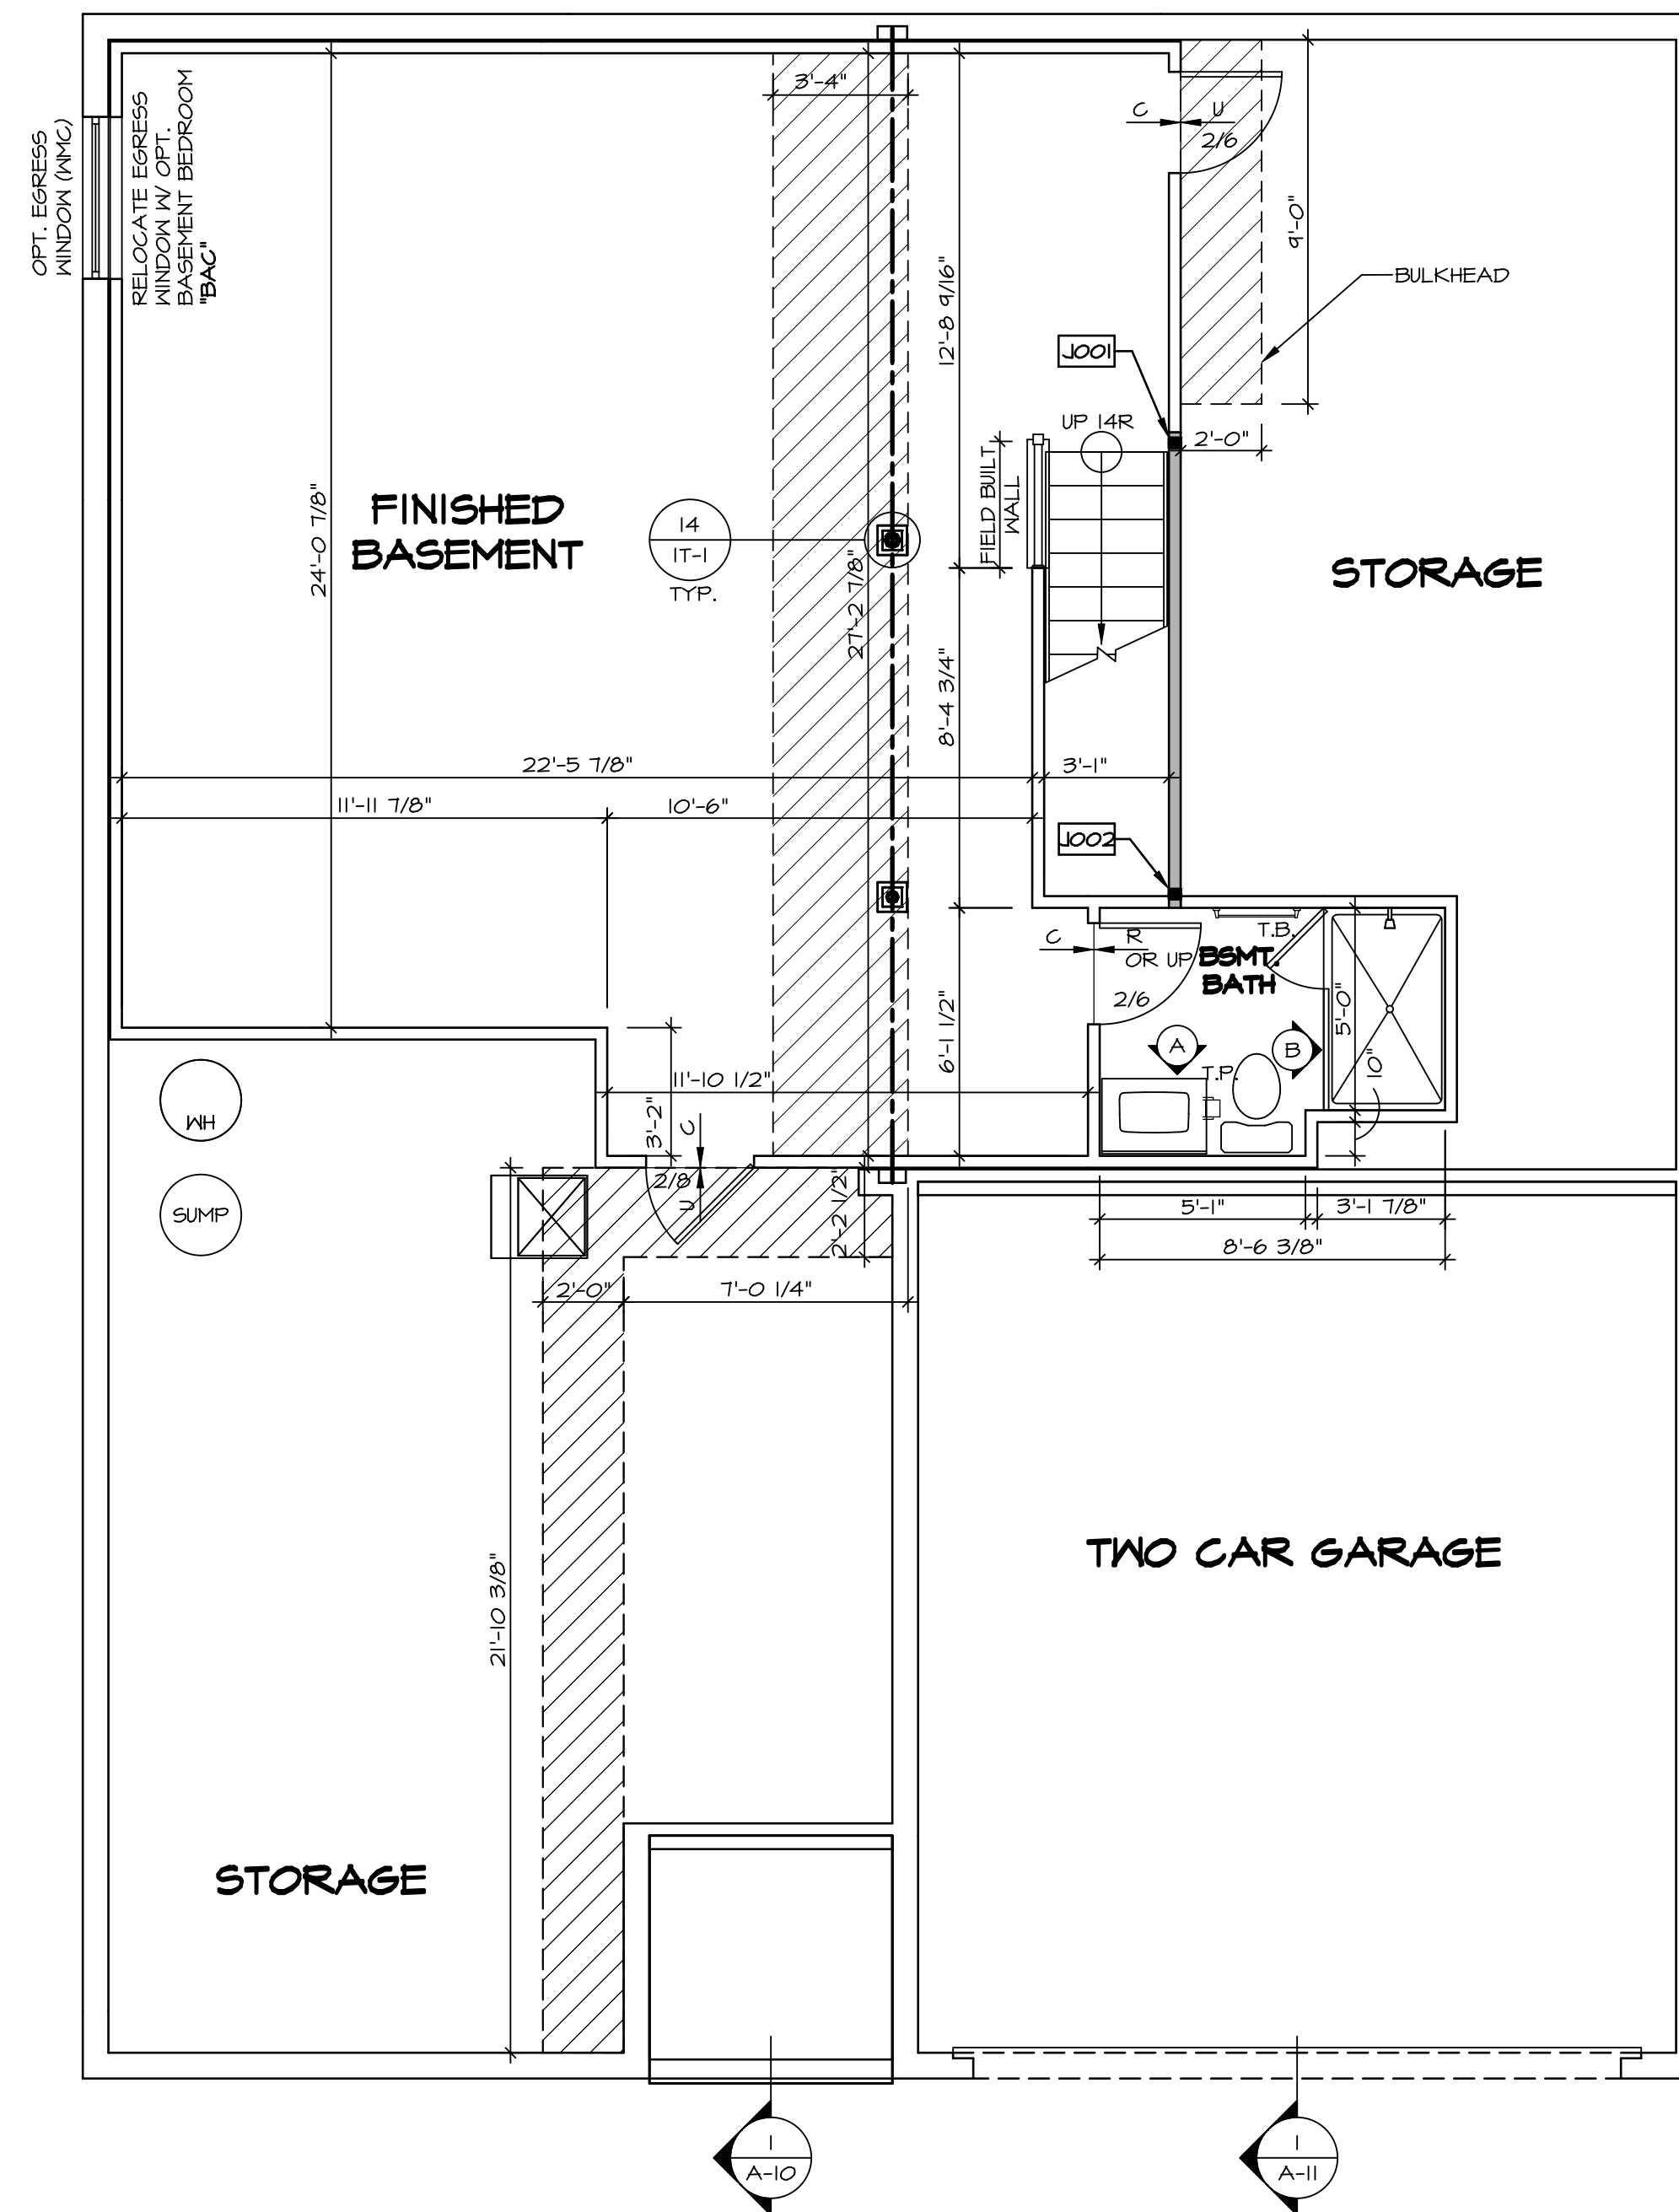 OPT. EGRESS
WINDOW (WMC)
RELOCATE EGRESS
WINDOW W/ OPT.
BASEMENT BEDROOM
"BAC"
3'-4"
C
U
2/6
9'-0"
BULKHEAD
12'-8 9/16"
J001
UP 14R
2'-0"
FIELD BUILT
WALL
24'-0 7/8"
FINISHED
BASEMENT
14
1T-1
TYP.
27'-2 7/8"
STORAGE
8'-4 3/4"
22'-5 7/8"
3'-1"
11'-11 7/8"
10'-6"
J002
C
R
OR UP
2/6
T.B.
BSMT.
BATH
5'-0"
10"
6'-1 1/2"
A
B
T.P.
11'-10 1/2"
3'-2"
C
2/8
U
WH
SUMP
2'-2 1/2"
5'-1"
3'-1 7/8"
8'-6 3/8"
2'-0"
7'-0 1/4"
21'-10 3/8"
TWO CAR GARAGE
STORAGE
1
A-10
1
A-11